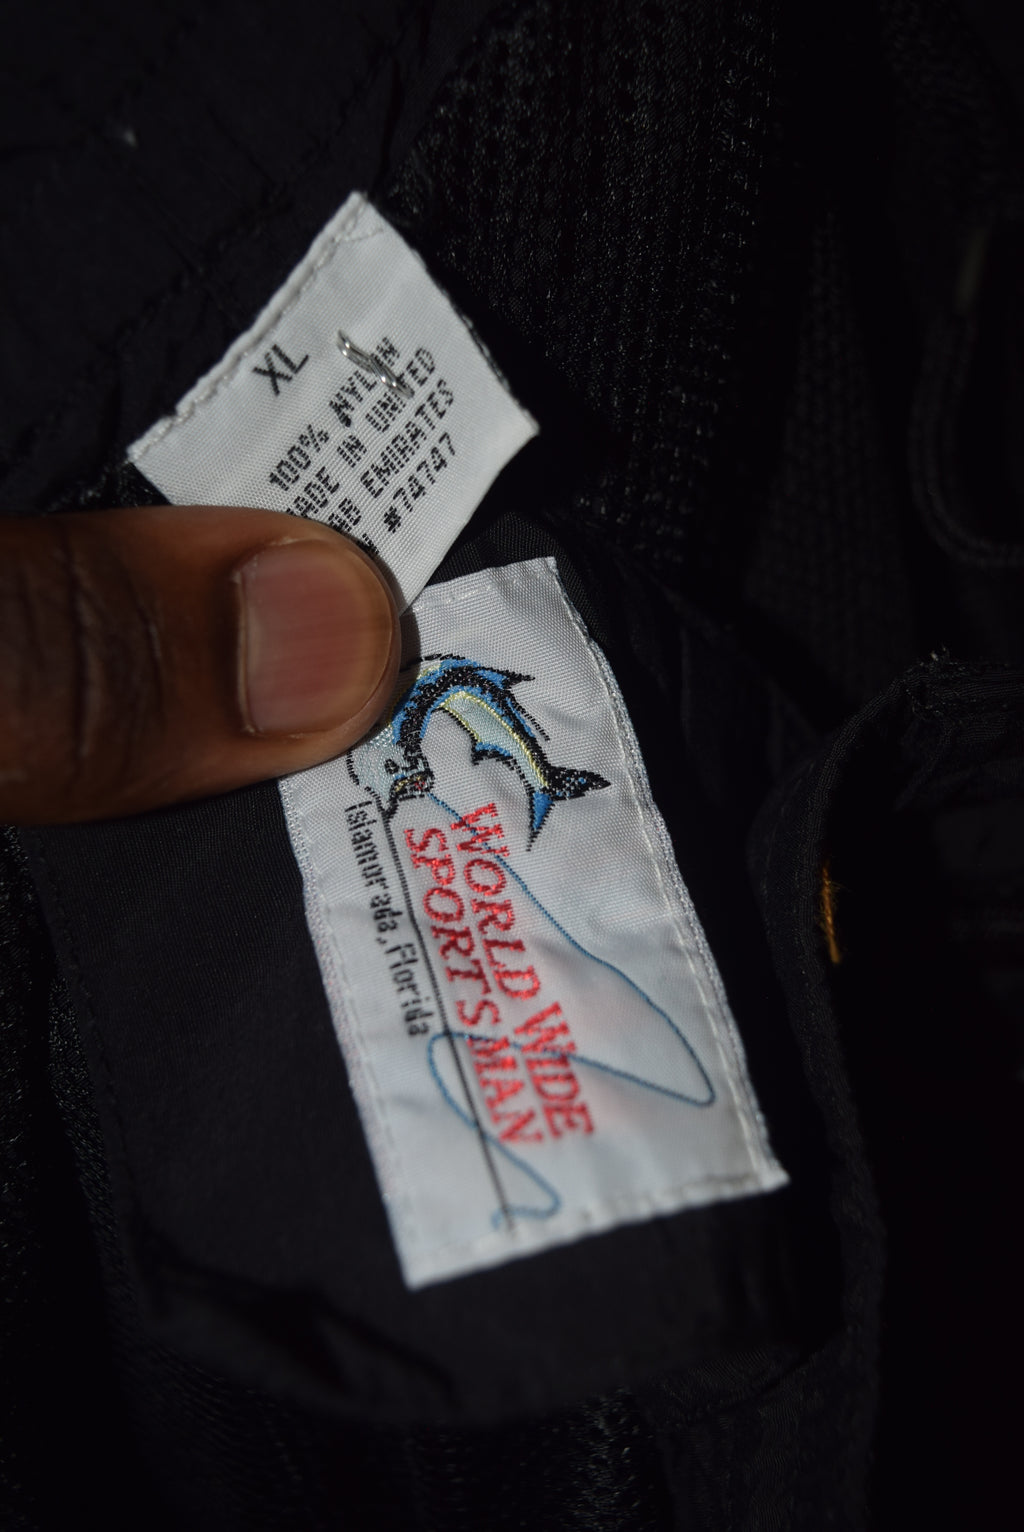 XL
100% NYLON
MADE IN UNITED
ARAB EMIRATES
#74747
WORLD WIDE
SPORTSMAN
Islamorada, Florida